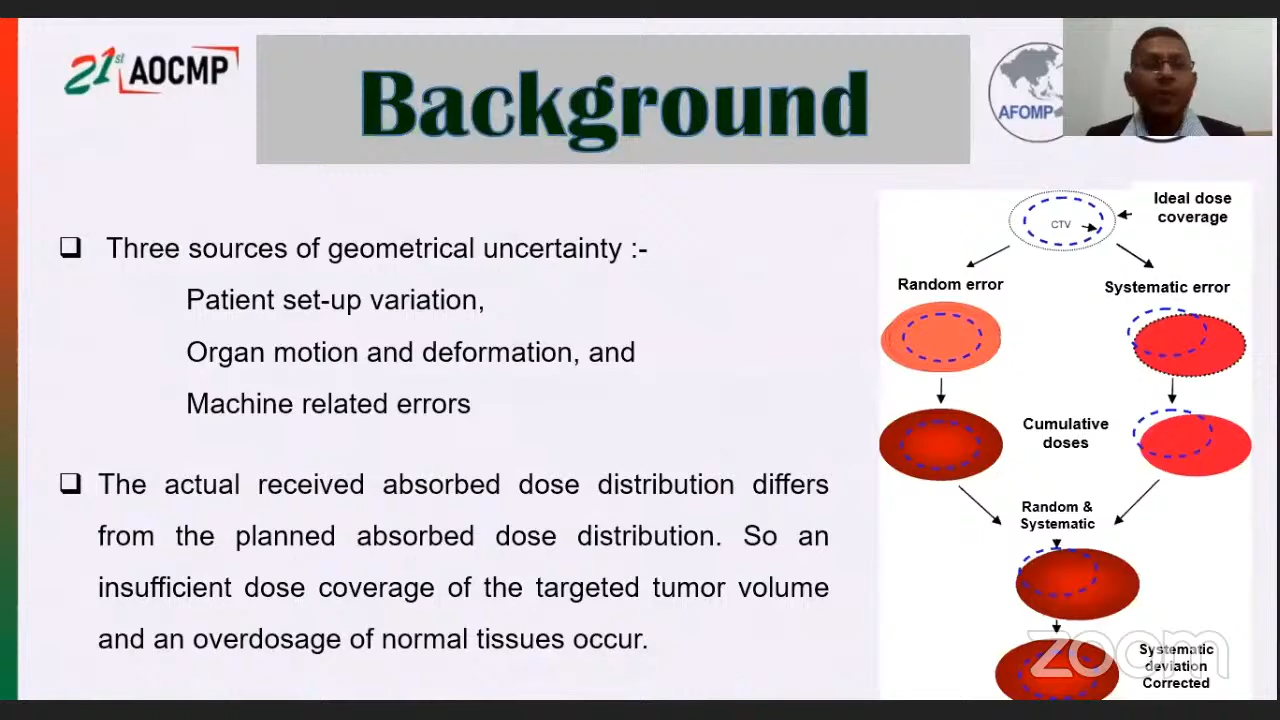 21st AOCMP
Background
AFOMP
❑ Three sources of geometrical uncertainty :-
Patient set-up variation,
Organ motion and deformation, and
Machine related errors
❑ The actual received absorbed dose distribution differs
from the planned absorbed dose distribution. So an
insufficient dose coverage of the targeted tumor volume
and an overdosage of normal tissues occur.
Ideal dose
coverage
CTV
Random error
Systematic error
Cumulative
doses
Random &
Systematic
Systematic
deviation
Corrected
zoom